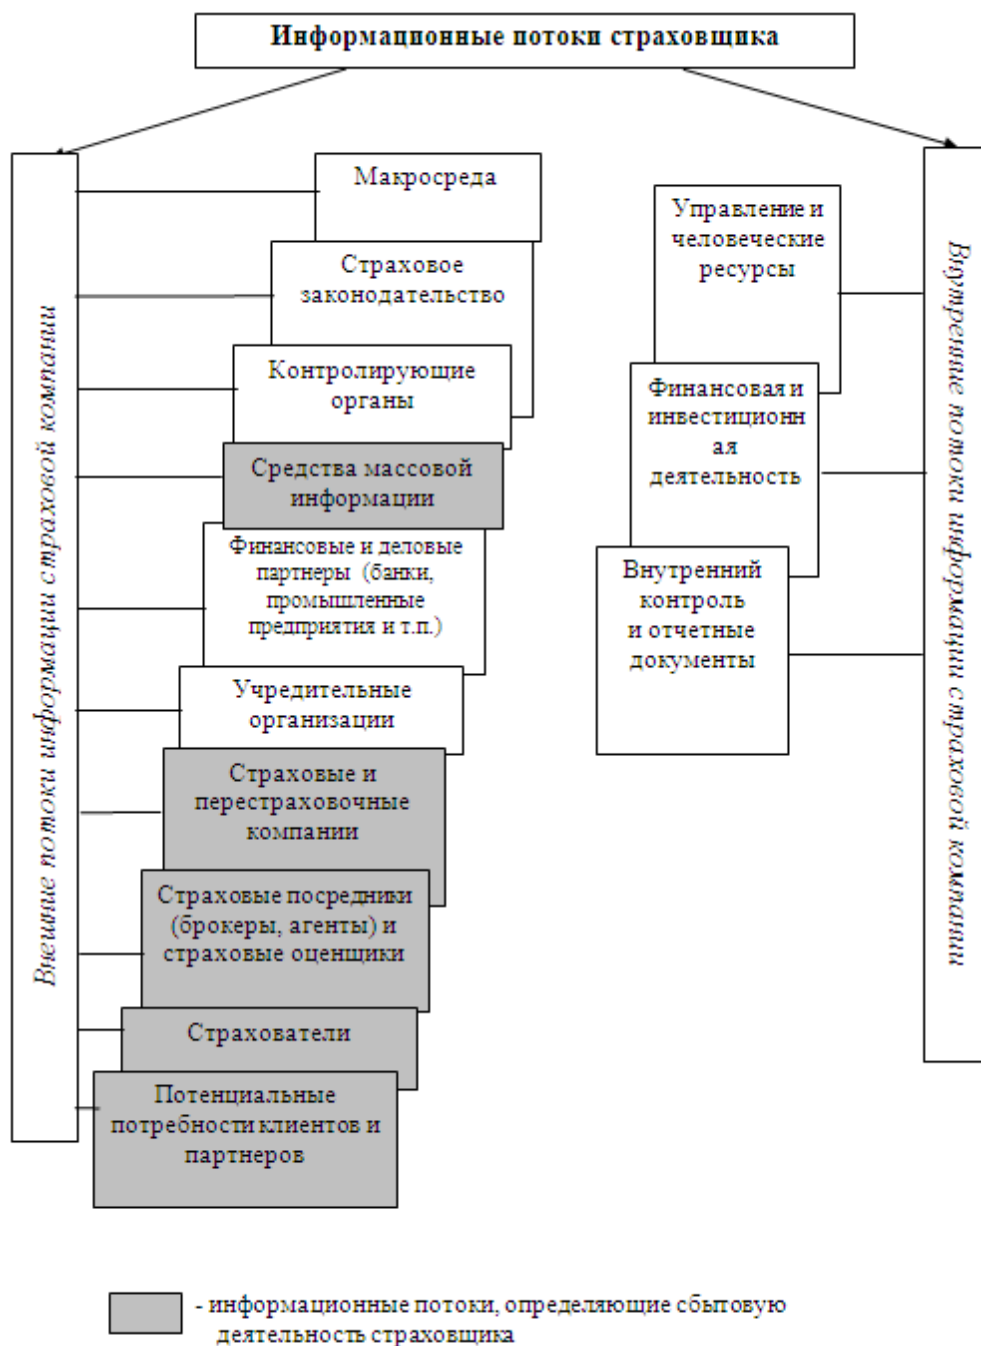 Информационные потоки страховщика
Внешние потоки информации страховой компании
Макросреда
Страховое
законодательство
Контролирующие
органы
Средства массовой
информации
Финансовые и деловые
партнеры (банки,
промышленные
предприятия и т.п.)
Учредительные
организации
Страховые и
перестраховочные
компании
Страховые посредники
(брокеры, агенты) и
страховые оценщики
Страхователи
Потенциальные
потребности клиентов и
партнеров
Управление и
человеческие
ресурсы
Финансовая и
инвестиционн
ая
деятельность
Внутренний
контроль
и отчетные
документы
Внутренние потоки информации страховой компании
- информационные потоки, определяющие сбытовую
деятельность страховщика